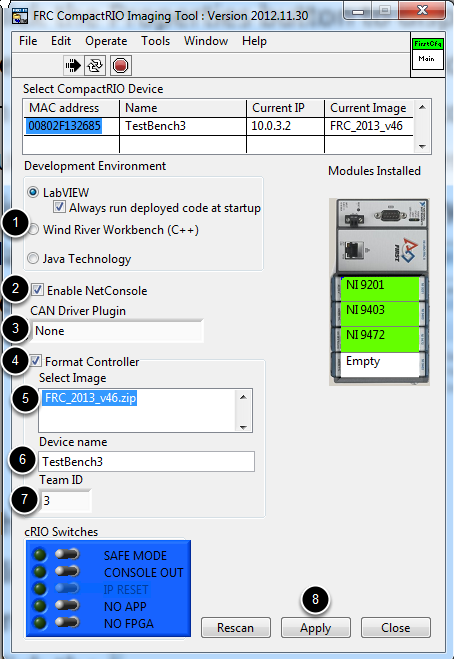 FRC CompactRIO Imaging Tool : Version 2012.11.30
File Edit Operate Tools Window Help
FirstCfg
Main
Select CompactRIO Device
MAC address Name Current IP Current Image
00802F132685 TestBench3 10.0.3.2 FRC_2013_v46
Development Environment
Modules Installed
LabVIEW
Always run deployed code at startup
1 Wind River Workbench (C++)
Java Technology
FIRST
NI 9201
NI 9403
NI 9472
Empty
2 Enable NetConsole
CAN Driver Plugin
3 None
4 Format Controller
Select Image
5 FRC_2013_v46.zip
Device name
6 TestBench3
Team ID
7 3
cRIO Switches
SAFE MODE
CONSOLE OUT
IP RESET
NO APP
NO FPGA
8
Rescan Apply Close